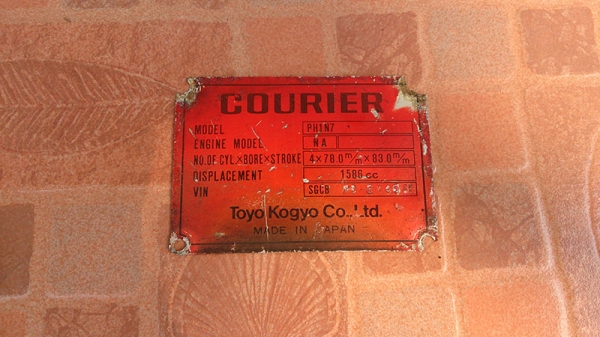 COURIER
MODEL PH1N7
ENGINE MODEL NA
NO.OF CYL.×BORE×STROKE 4×78.0m/m×83.0m/m
DISPLACEMENT 1586cc
VIN SGCB
Toyo Kogyo Co.,Ltd.
MADE IN JAPAN